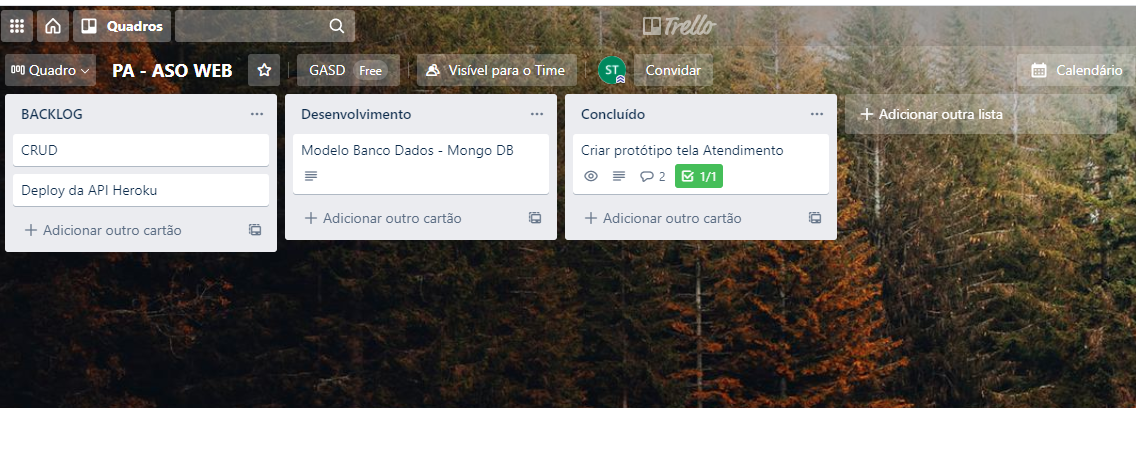 Quadros
Trello
Quadro
PA - ASO WEB
GASD Free
Visível para o Time
ST
Convidar
Calendário
BACKLOG
CRUD
Deploy da API Heroku
Adicionar outro cartão
Desenvolvimento
Modelo Banco Dados - Mongo DB
Adicionar outro cartão
Concluído
Criar protótipo tela Atendimento
2
1/1
Adicionar outro cartão
Adicionar outra lista